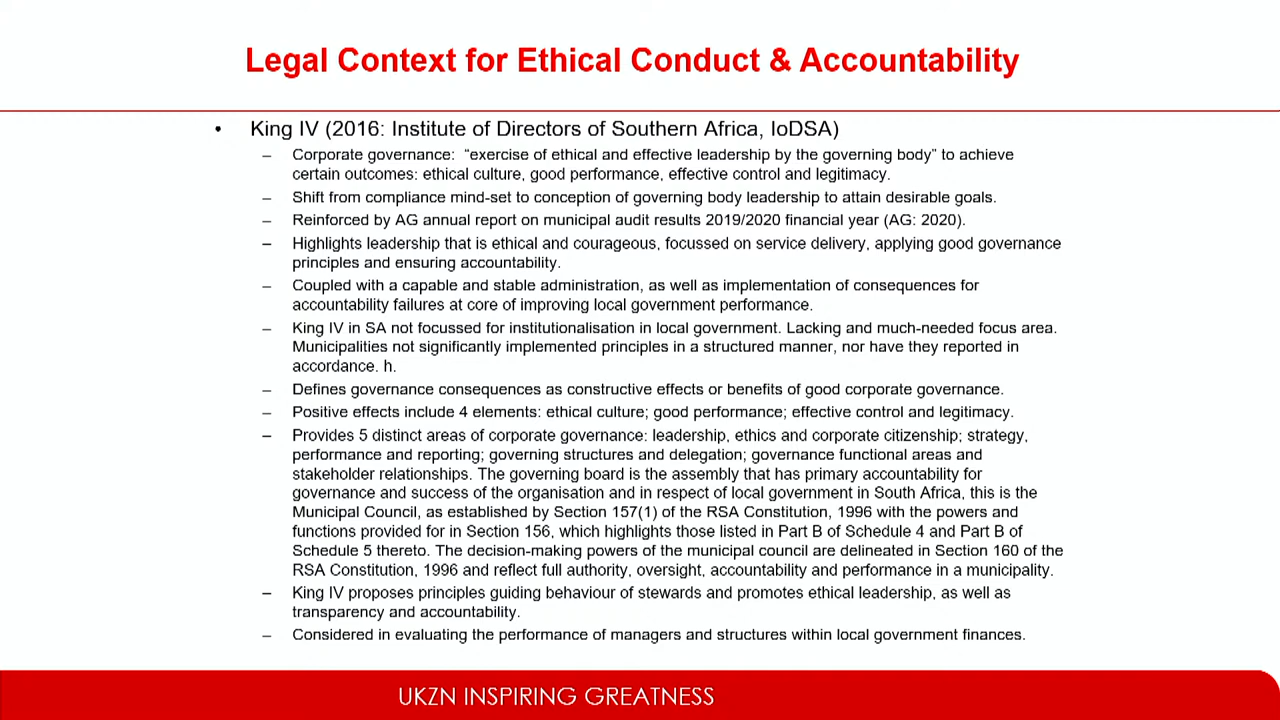 Legal Context for Ethical Conduct & Accountability
• King IV (2016: Institute of Directors of Southern Africa, IoDSA)
– Corporate governance: “exercise of ethical and effective leadership by the governing body” to achieve
certain outcomes: ethical culture, good performance, effective control and legitimacy.
– Shift from compliance mind-set to conception of governing body leadership to attain desirable goals.
– Reinforced by AG annual report on municipal audit results 2019/2020 financial year (AG: 2020).
– Highlights leadership that is ethical and courageous, focussed on service delivery, applying good governance
principles and ensuring accountability.
– Coupled with a capable and stable administration, as well as implementation of consequences for
accountability failures at core of improving local government performance.
– King IV in SA not focussed for institutionalisation in local government. Lacking and much-needed focus area.
Municipalities not significantly implemented principles in a structured manner, nor have they reported in
accordance. h.
– Defines governance consequences as constructive effects or benefits of good corporate governance.
– Positive effects include 4 elements: ethical culture; good performance; effective control and legitimacy.
– Provides 5 distinct areas of corporate governance: leadership, ethics and corporate citizenship; strategy,
performance and reporting; governing structures and delegation; governance functional areas and
stakeholder relationships. The governing board is the assembly that has primary accountability for
governance and success of the organisation and in respect of local government in South Africa, this is the
Municipal Council, as established by Section 157(1) of the RSA Constitution, 1996 with the powers and
functions provided for in Section 156, which highlights those listed in Part B of Schedule 4 and Part B of
Schedule 5 thereto. The decision-making powers of the municipal council are delineated in Section 160 of the
RSA Constitution, 1996 and reflect full authority, oversight, accountability and performance in a municipality.
– King IV proposes principles guiding behaviour of stewards and promotes ethical leadership, as well as
transparency and accountability.
– Considered in evaluating the performance of managers and structures within local government finances.
UKZN INSPIRING GREATNESS